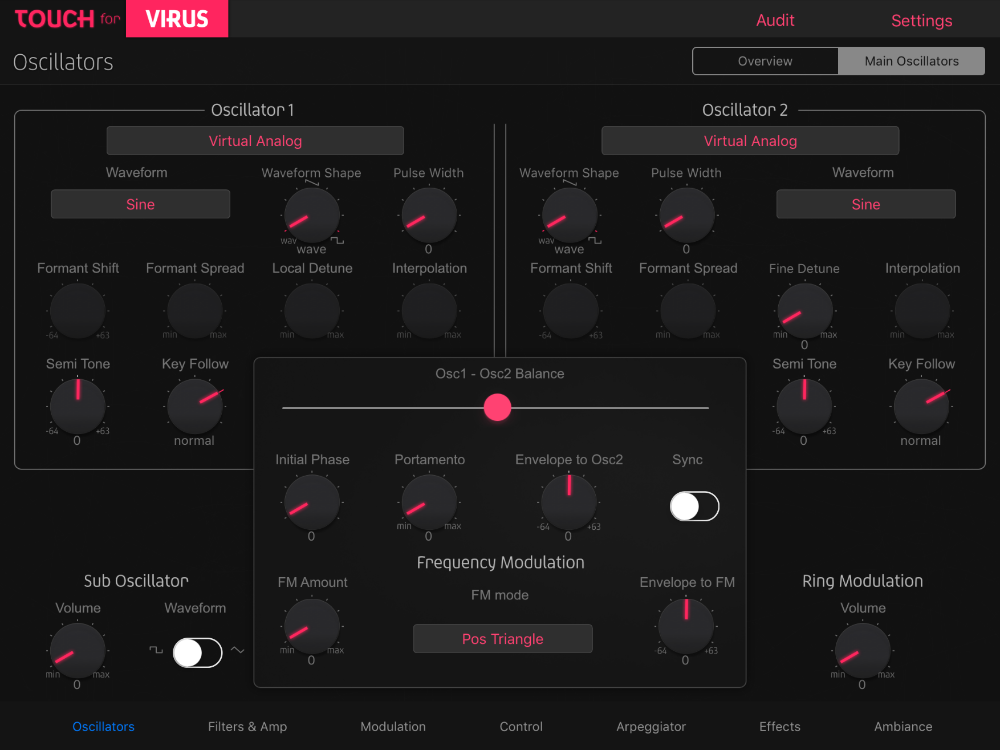 TOUCH for VIRUS Audit Settings
Oscillators Overview Main Oscillators
Oscillator 1
Virtual Analog
Waveform Waveform Shape Pulse Width
Sine
wav
wave 0
Formant Shift Formant Spread Local Detune Interpolation
-64 +63 min max min max min max
Semi Tone Key Follow
-64 +63
0 normal
Oscillator 2
Virtual Analog
Waveform Shape Pulse Width Waveform
Sine
wav
wave 0
Formant Shift Formant Spread Fine Detune Interpolation
-64 +63 min max min max min max
0
Semi Tone Key Follow
-64 +63
0 normal
Osc1 - Osc2 Balance
Initial Phase Portamento Envelope to Osc2 Sync
min max -64 +63
0 0 0
Frequency Modulation
FM Amount FM mode Envelope to FM
Pos Triangle
min max -64 +63
0 0
Sub Oscillator
Volume Waveform
min max
0
Ring Modulation
Volume
min max
0
Oscillators Filters & Amp Modulation Control Arpeggiator Effects Ambiance